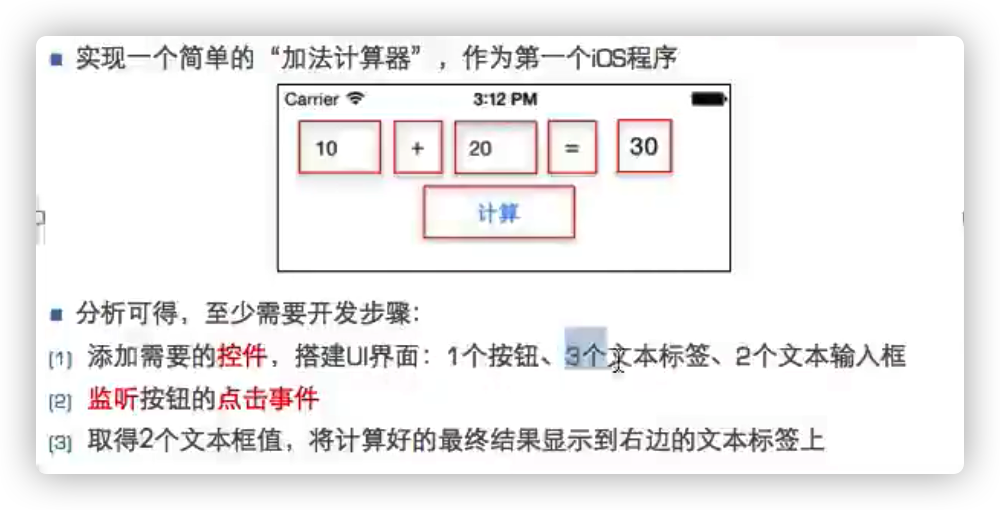 实现一个简单的“加法计算器”，作为第一个iOS程序
Carrier 3:12 PM
10 + 20 = 30
计算
分析可得，至少需要开发步骤：
(1) 添加需要的控件，搭建UI界面：1个按钮、3个文本标签、2个文本输入框
(2) 监听按钮的点击事件
(3) 取得2个文本框值，将计算好的最终结果显示到右边的文本标签上